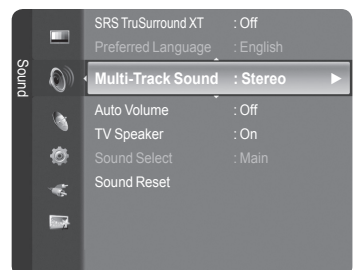 Sound
SRS TruSurround XT : Off
Preferred Language : English
Multi-Track Sound : Stereo
Auto Volume : Off
TV Speaker : On
Sound Select : Main
Sound Reset